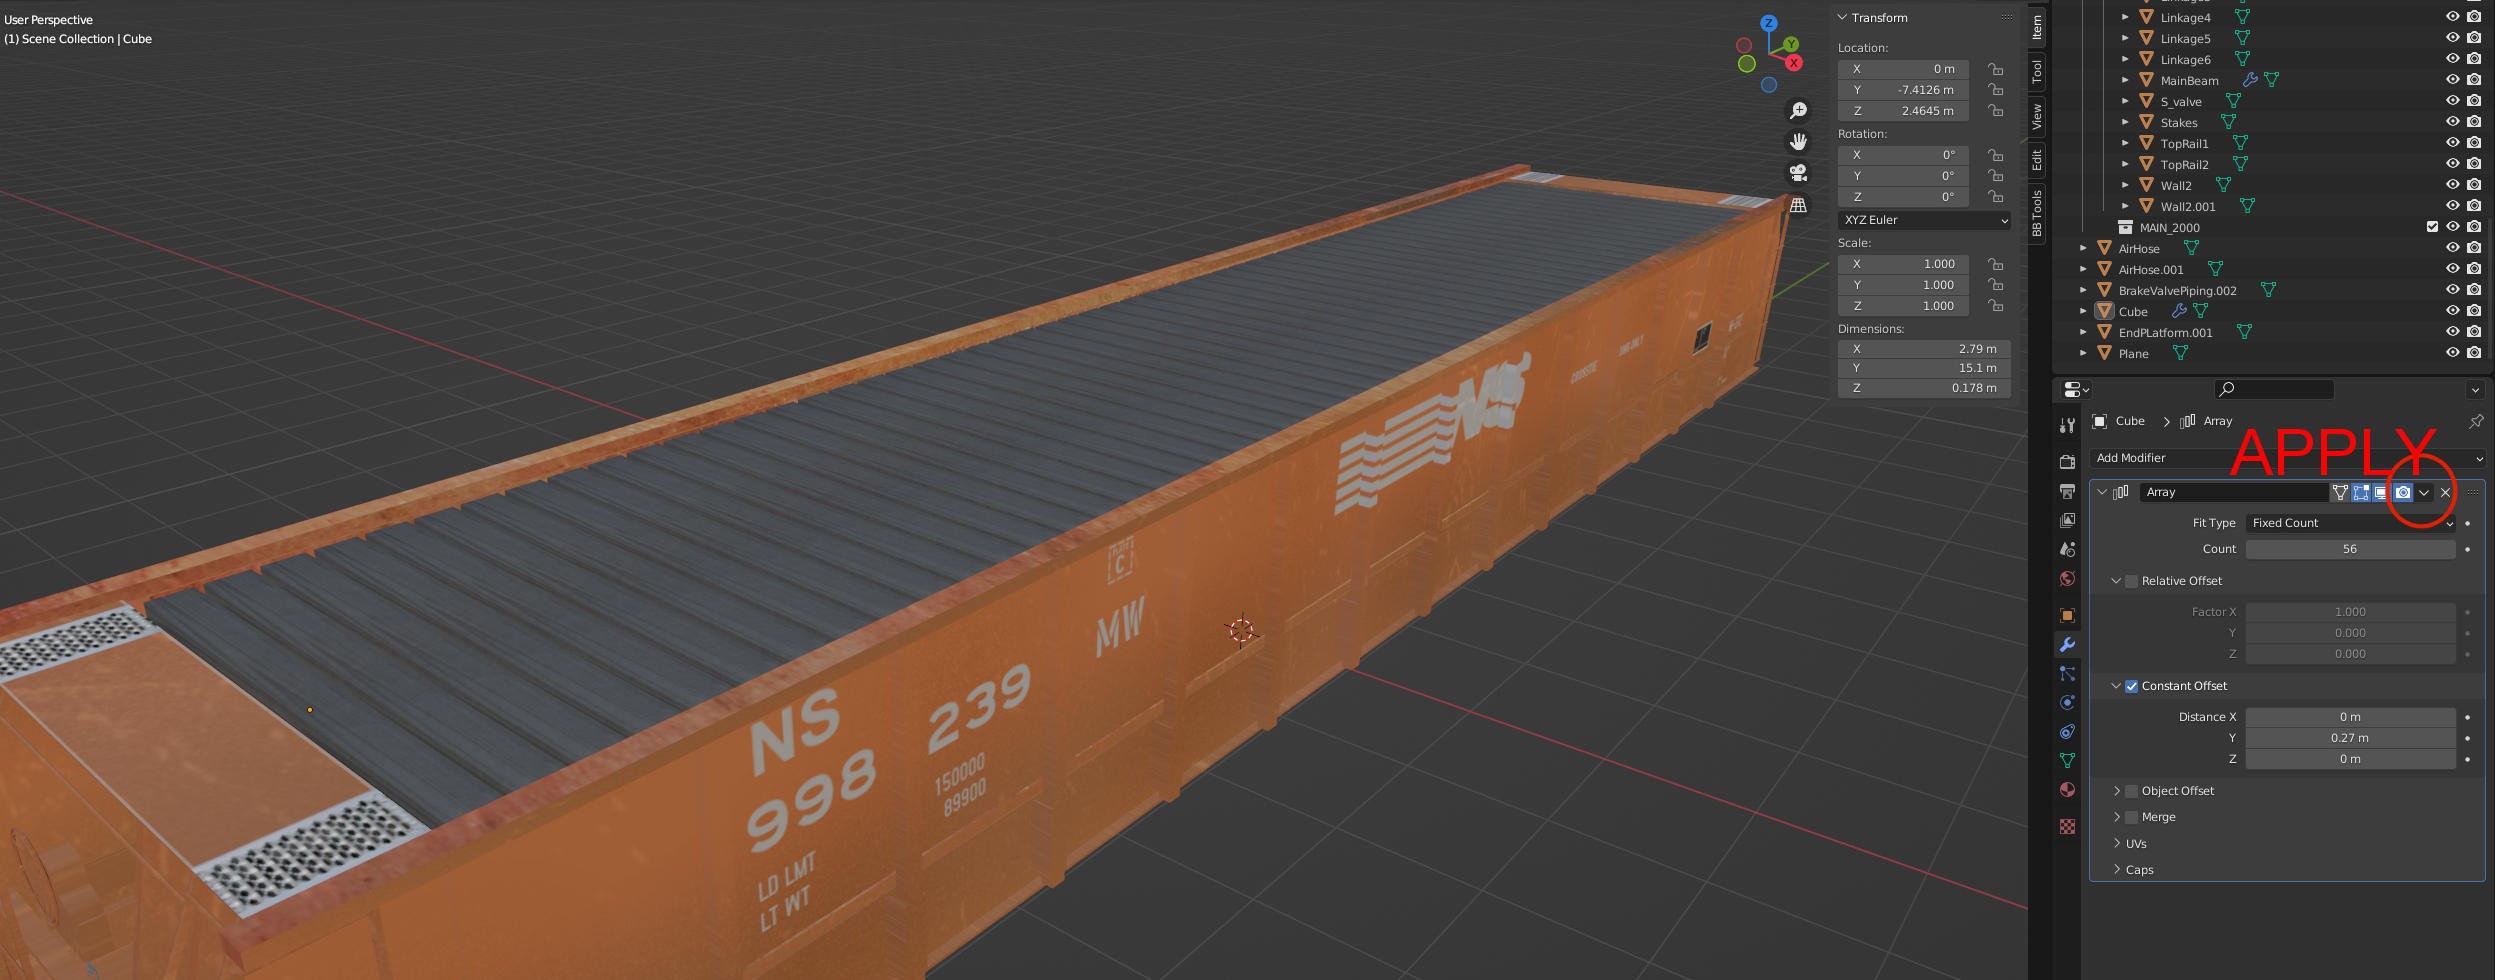 User Perspective
(1) Scene Collection | Cube
Z
Y
X
Transform
Location:
X 0 m
Y -7.4126 m
Z 2.4645 m
Rotation:
X 0°
Y 0°
Z 0°
XYZ Euler
Scale:
X 1.000
Y 1.000
Z 1.000
Dimensions:
X 2.79 m
Y 15.1 m
Z 0.178 m
Item
Tool
View
Edit
BB Tools
Linkage4
Linkage5
Linkage6
MainBeam
S_valve
Stakes
TopRail1
TopRail2
Wall2
Wall2.001
MAIN_2000
AirHose
AirHose.001
BrakeValvePiping.002
Cube
EndPLatform.001
Plane
Cube > Array
APPLY
Add Modifier
Array
Fit Type Fixed Count
Count 56
Relative Offset
Factor X 1.000
Y 0.000
Z 0.000
Constant Offset
Distance X 0 m
Y 0.27 m
Z 0 m
Object Offset
Merge
UVs
Caps
NS
998 239
150000
89900
LD LMT
LT WT
C
MW
NS
CROSSTIE